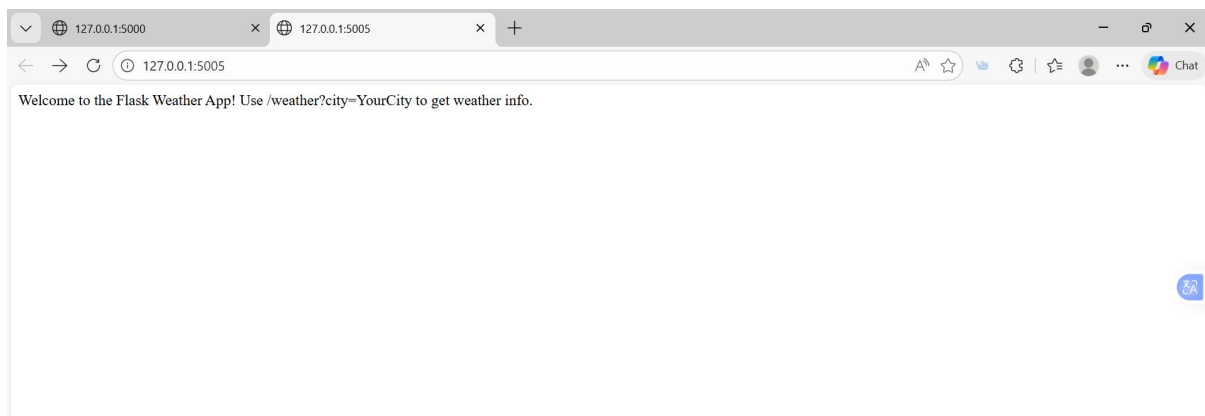 127.0.0.1:5000
127.0.0.1:5005
127.0.0.1:5005
Chat
Welcome to the Flask Weather App! Use /weather?city=YourCity to get weather info.